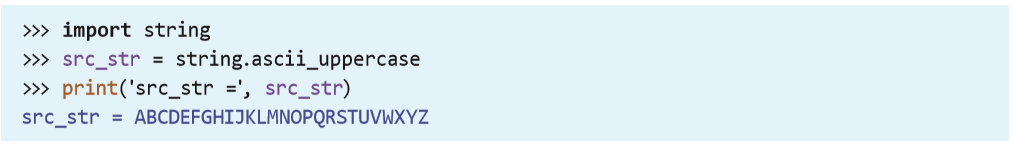 >>> import string
>>> src_str = string.ascii_uppercase
>>> print('src_str =', src_str)
src_str = ABCDEFGHIJKLMNOPQRSTUVWXYZ